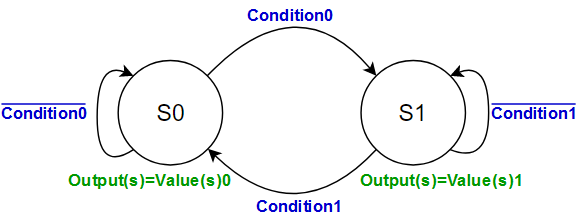 Condition0
Condition0
S0
S1
Condition1
Output(s)=Value(s)0
Output(s)=Value(s)1
Condition1